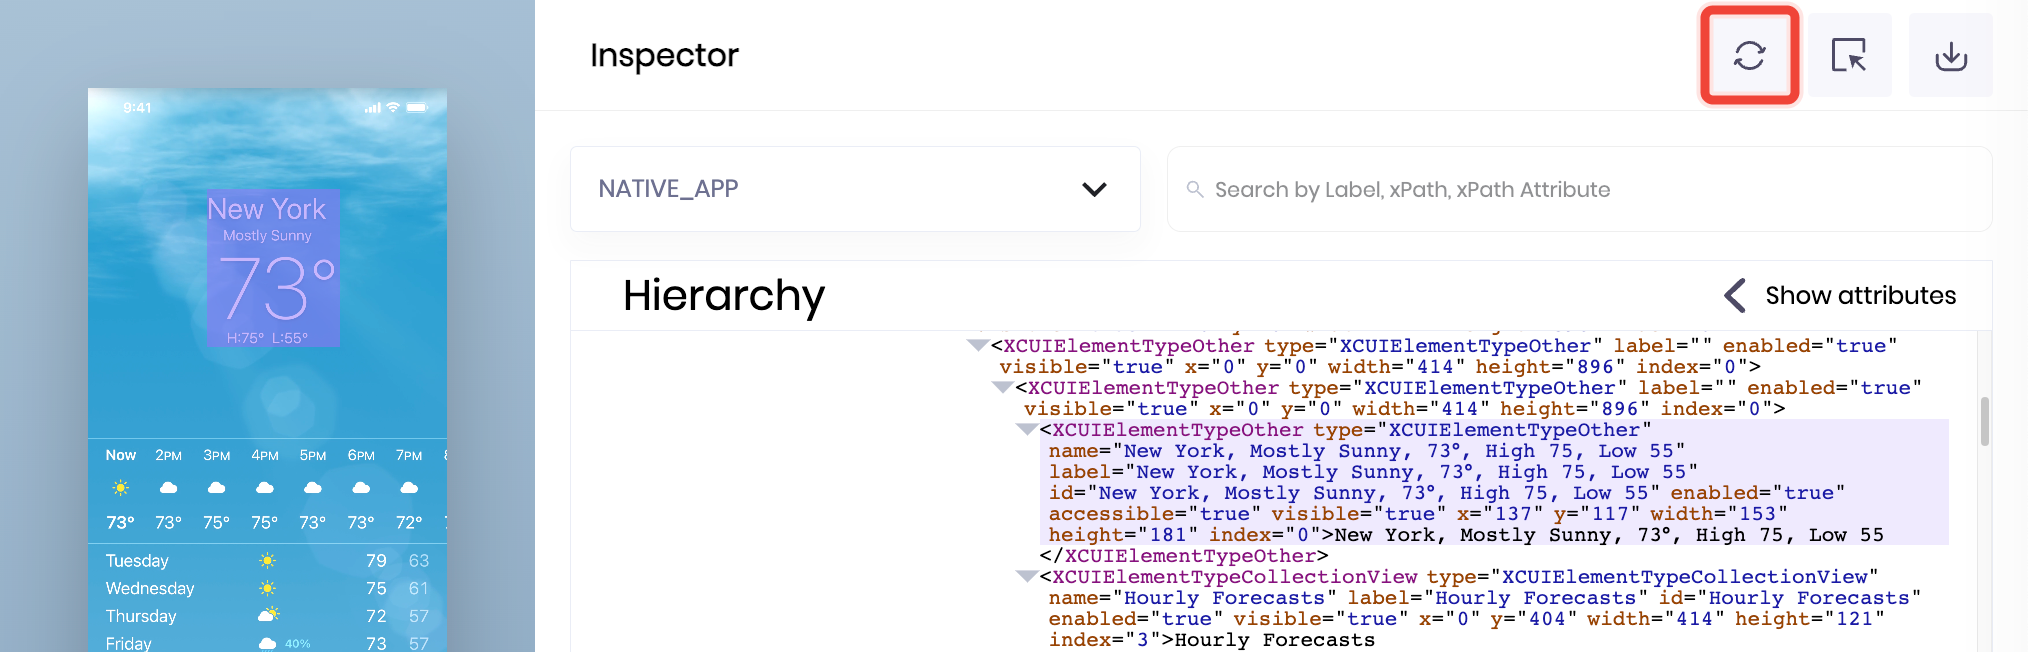 9:41
New York
Mostly Sunny
73°
H:75° L:55°
Now 2PM 3PM 4PM 5PM 6PM 7PM
73° 73° 75° 75° 73° 73° 72°
Tuesday 79 63
Wednesday 75 61
Thursday 72 57
Friday 40% 73 57
Inspector
NATIVE_APP
Search by Label, xPath, xPath Attribute
Hierarchy
Show attributes
<XCUIElementTypeOther type="XCUIElementTypeOther" label="" enabled="true"
visible="true" x="0" y="0" width="414" height="896" index="0">
<XCUIElementTypeOther type="XCUIElementTypeOther" label="" enabled="true"
visible="true" x="0" y="0" width="414" height="896" index="0">
<XCUIElementTypeOther type="XCUIElementTypeOther"
name="New York, Mostly Sunny, 73°, High 75, Low 55"
label="New York, Mostly Sunny, 73°, High 75, Low 55"
id="New York, Mostly Sunny, 73°, High 75, Low 55" enabled="true"
accessible="true" visible="true" x="137" y="117" width="153"
height="181" index="0">New York, Mostly Sunny, 73°, High 75, Low 55
</XCUIElementTypeOther>
<XCUIElementTypeCollectionView type="XCUIElementTypeCollectionView"
name="Hourly Forecasts" label="Hourly Forecasts" id="Hourly Forecasts"
enabled="true" visible="true" x="0" y="404" width="414" height="121"
index="3">Hourly Forecasts